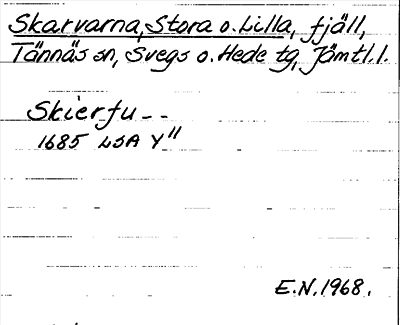 Skarvarna, Stora o. Lilla, fjäll,
Tännäs sn, Svegs o. Hede tg, Jämtl. l.
Skierfu--
1685 LSA Y"
E.N. 1968.